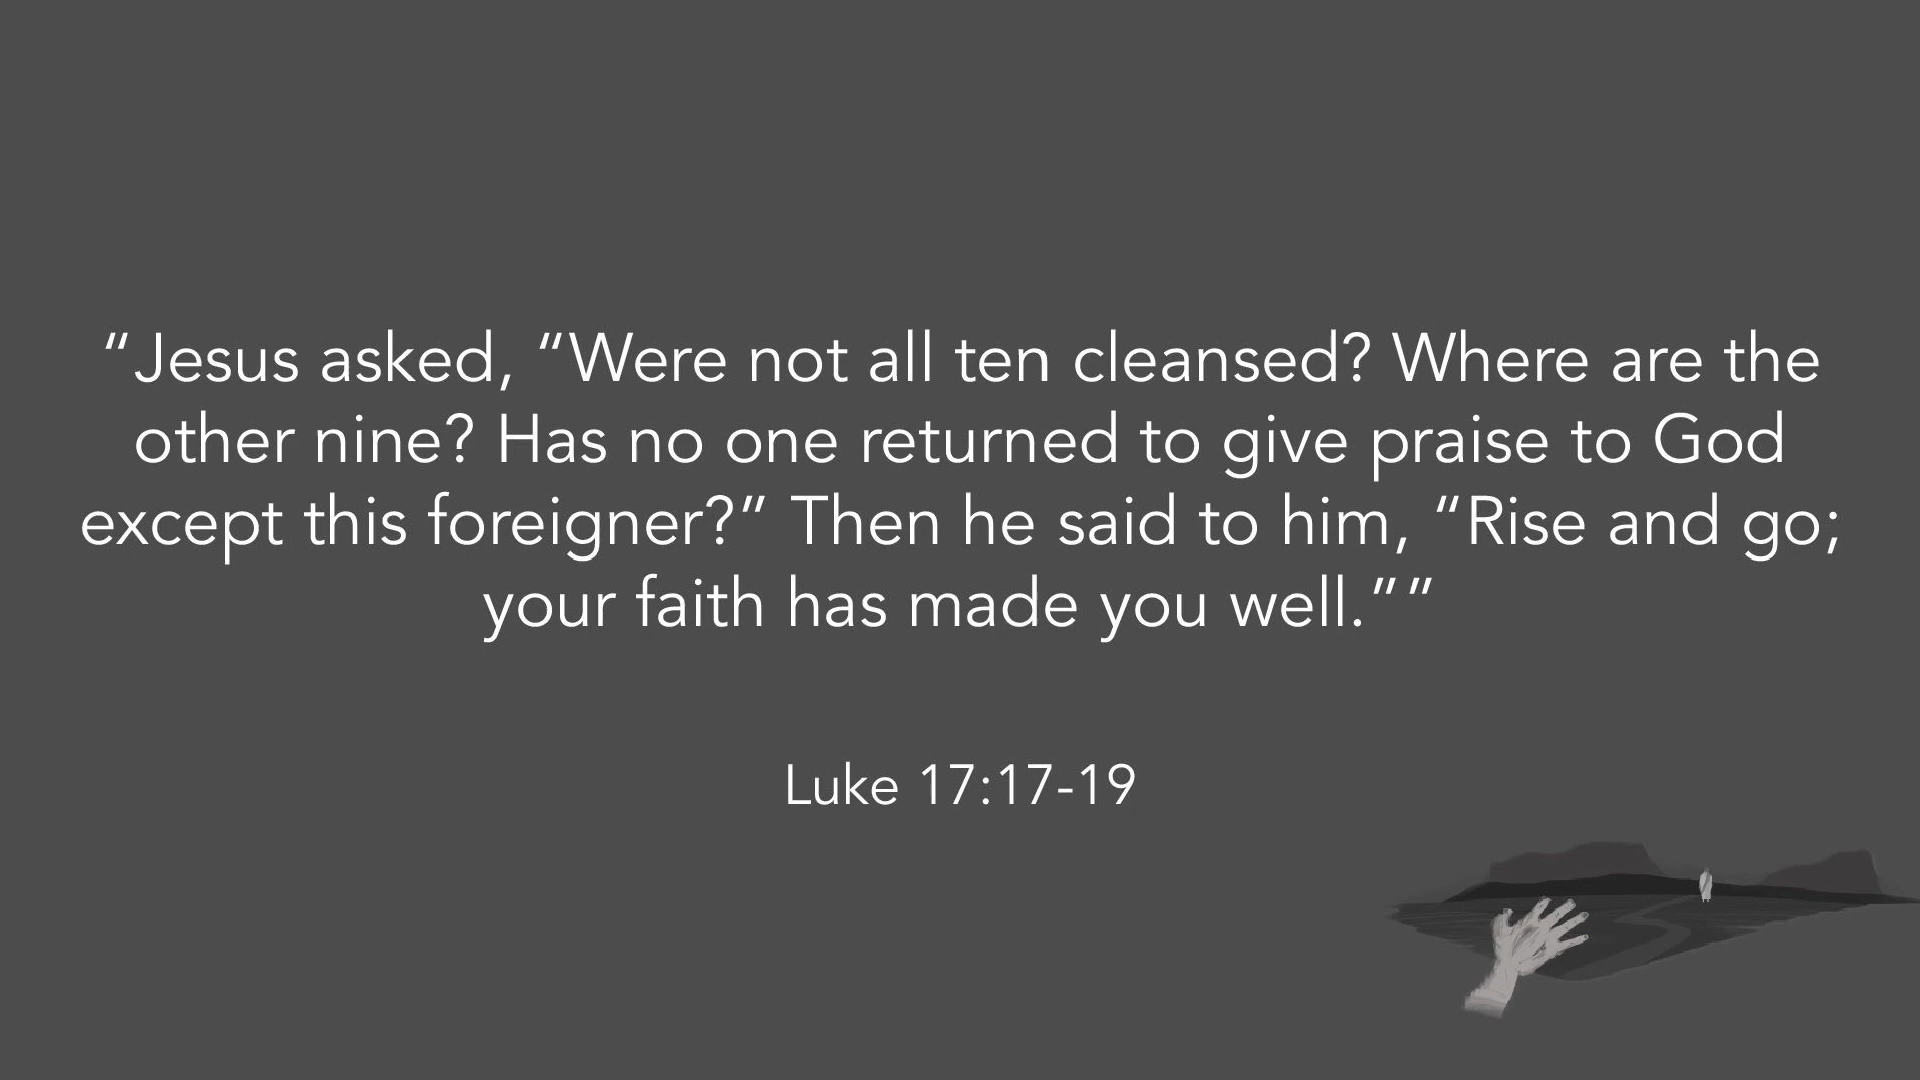 “Jesus asked, “Were not all ten cleansed? Where are the
other nine? Has no one returned to give praise to God
except this foreigner?” Then he said to him, “Rise and go;
your faith has made you well.””
Luke 17:17-19